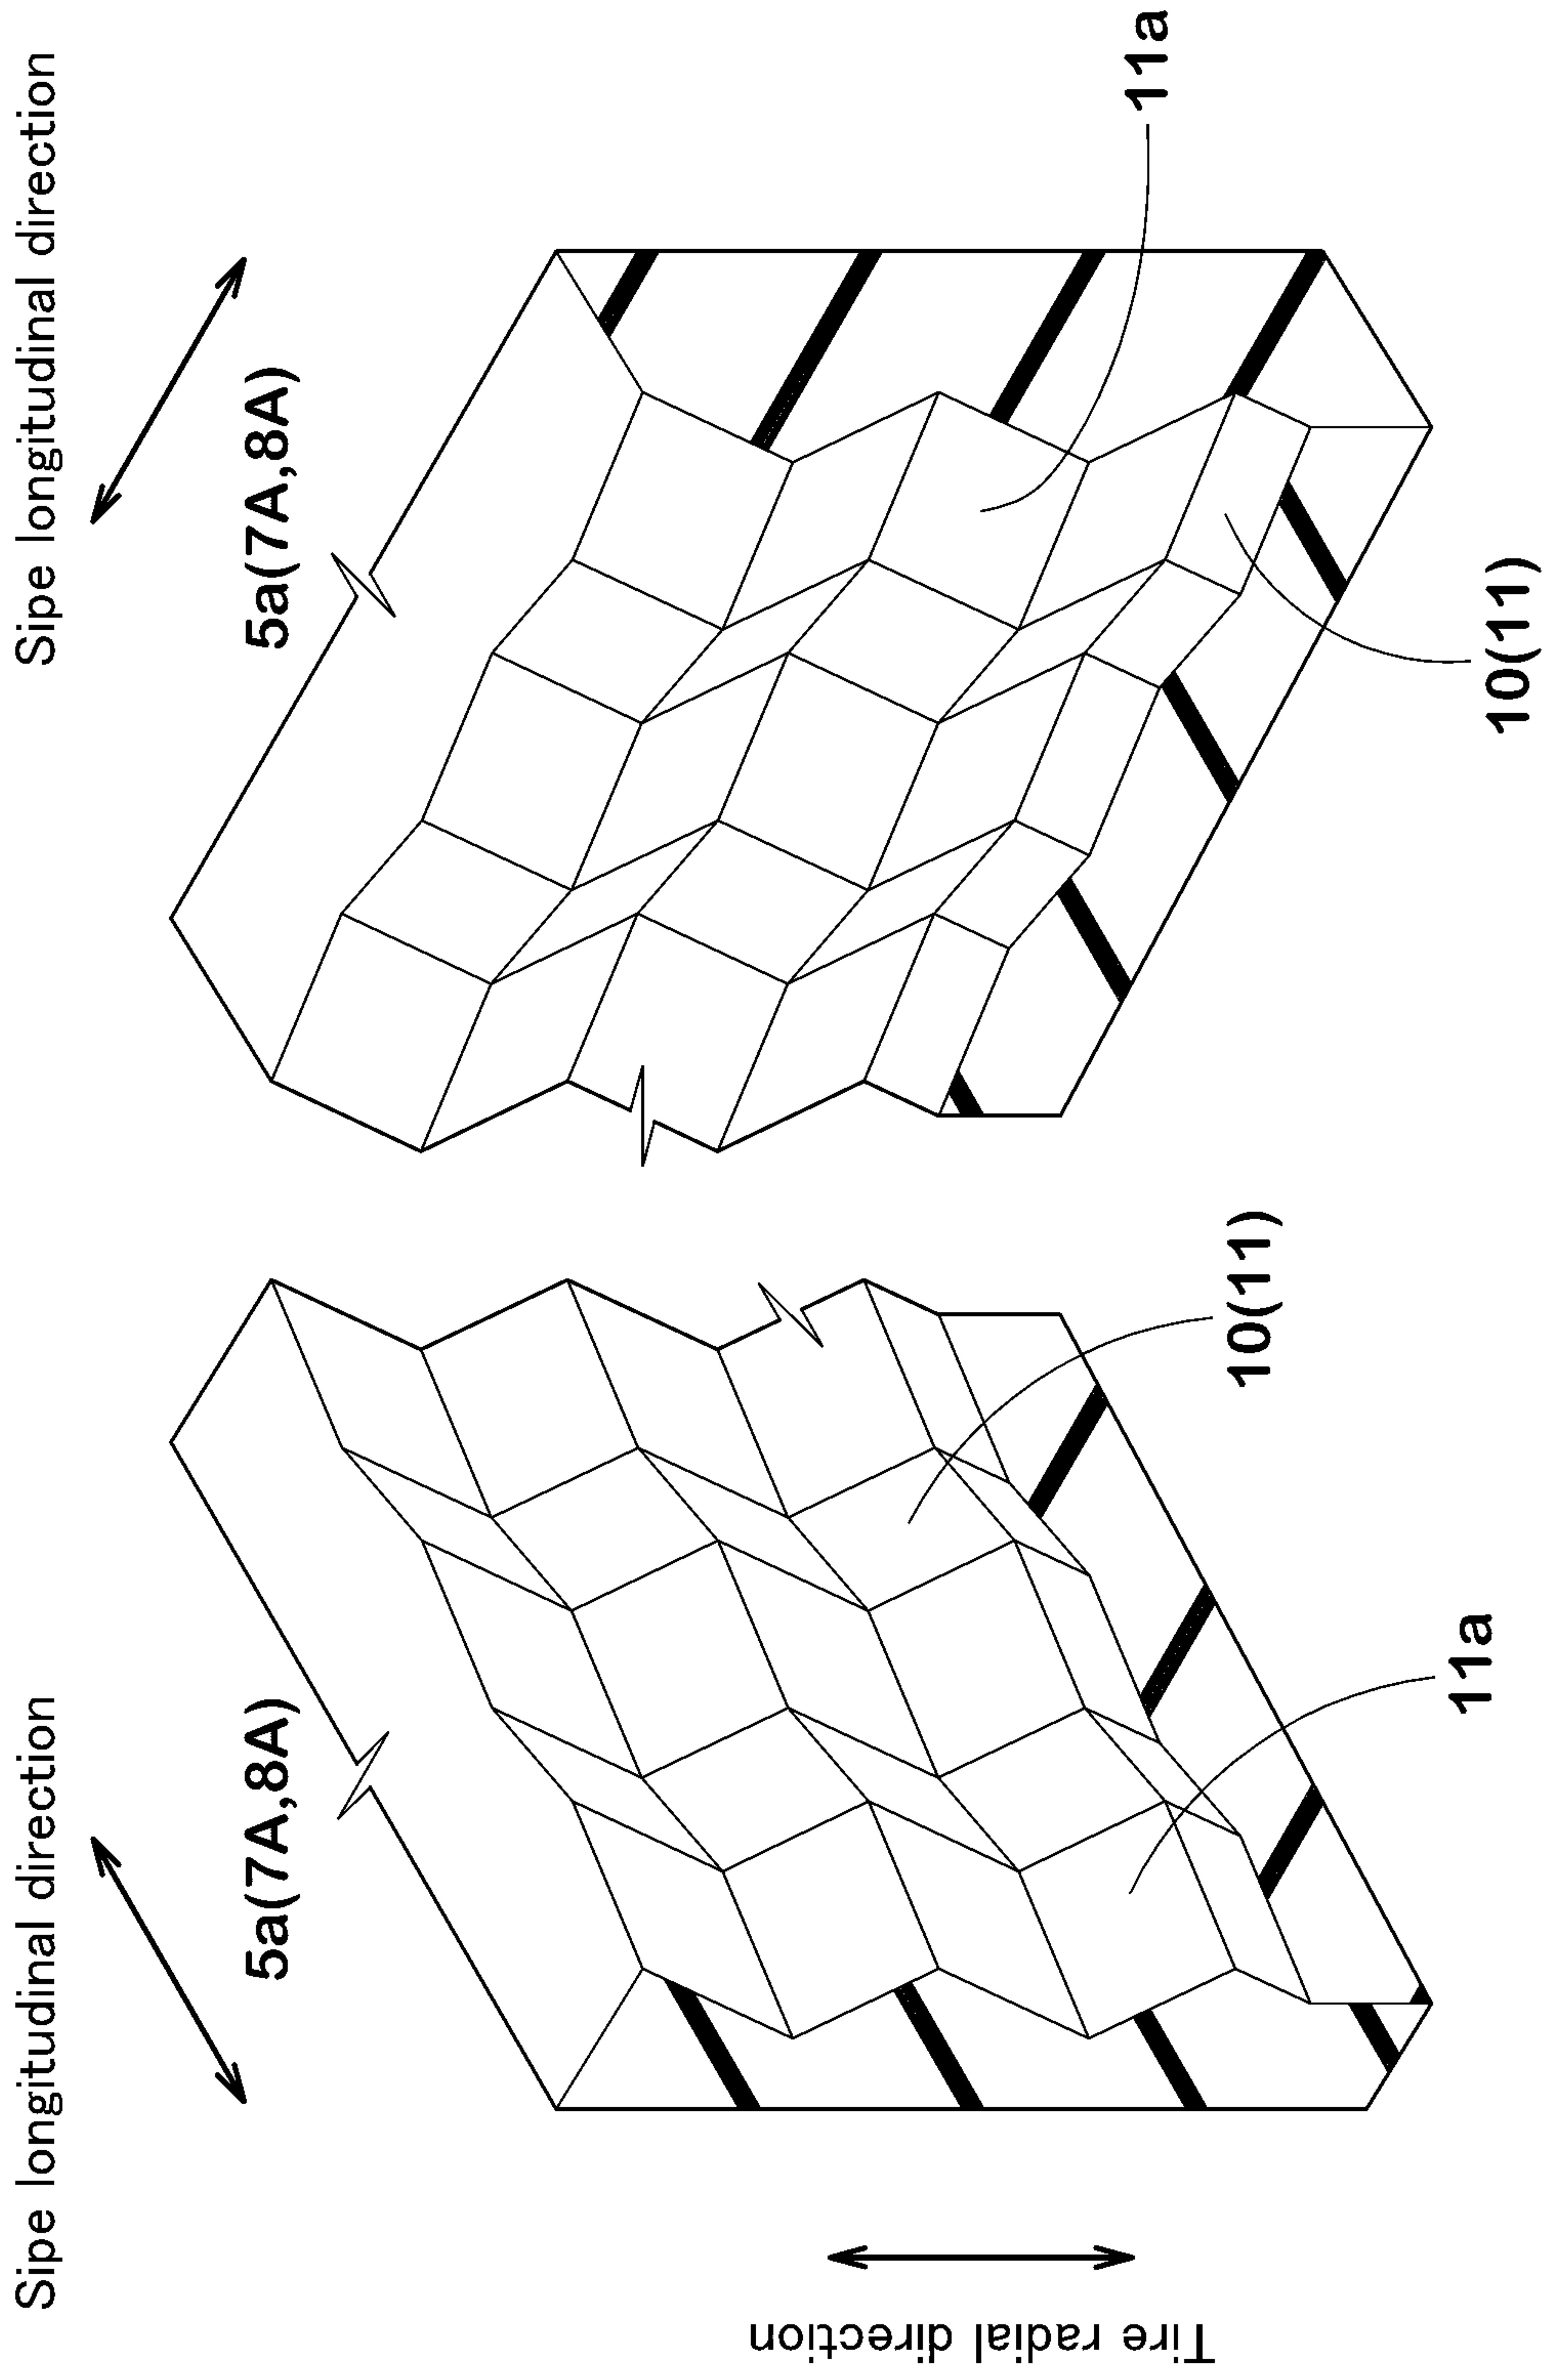 Sipe longitudinal direction
Sipe longitudinal direction
5a(7A,8A)
5a(7A,8A)
11a
10(11)
10(11)
11a
Tire radial direction